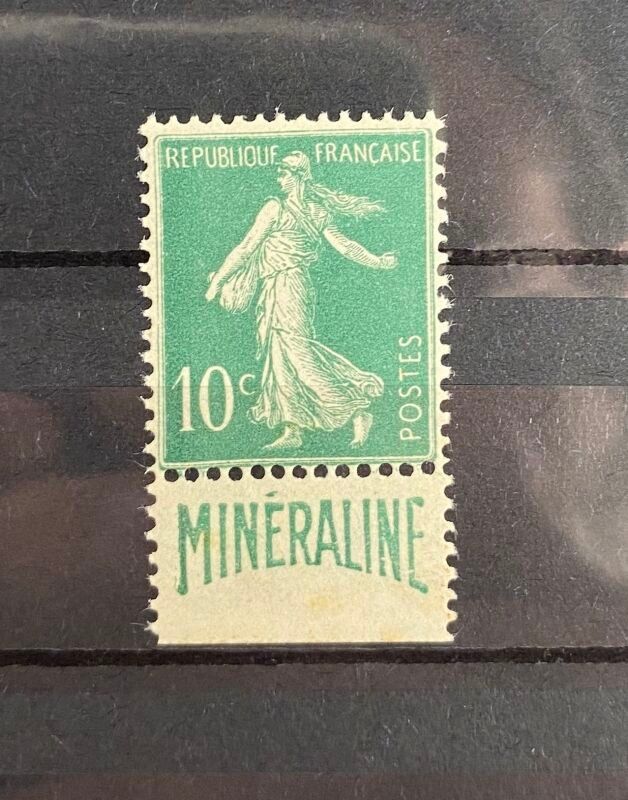 REPUBLIQUE FRANÇAISE
10c
POSTES
MINÉRALINE